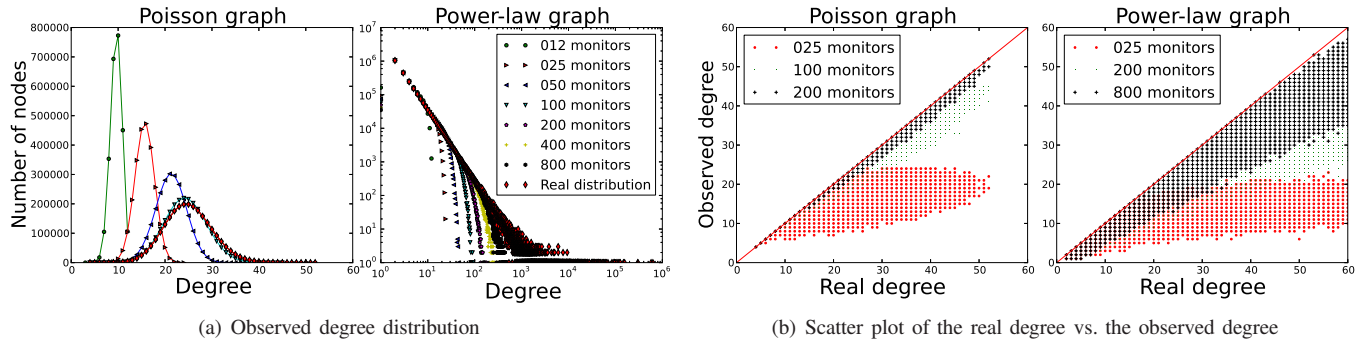 Poisson graph
Number of nodes
800000
700000
600000
500000
400000
300000
200000
100000
0
0 10 20 30 40 50 60
Degree
Power-law graph
10^7
10^6
10^5
10^4
10^3
10^2
10^1
10^0
10^0 10^1 10^2 10^3 10^4 10^5 10^6
Degree
012 monitors
025 monitors
050 monitors
100 monitors
200 monitors
400 monitors
800 monitors
Real distribution
(a) Observed degree distribution
Poisson graph
Observed degree
60
50
40
30
20
10
0
0 10 20 30 40 50 60
Real degree
025 monitors
100 monitors
200 monitors
Power-law graph
60
50
40
30
20
10
0
0 10 20 30 40 50 60
Real degree
025 monitors
200 monitors
800 monitors
(b) Scatter plot of the real degree vs. the observed degree